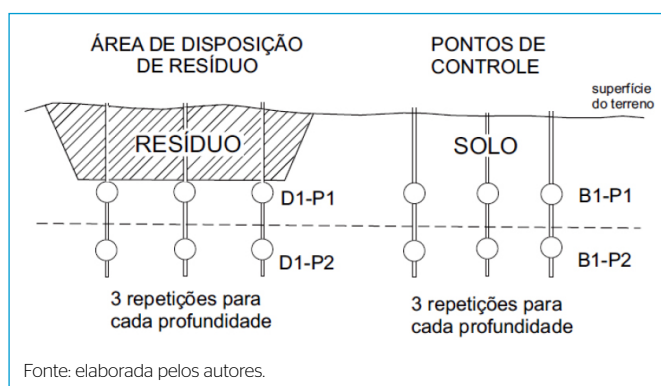 ÁREA DE DISPOSIÇÃO
DE RESÍDUO
PONTOS DE
CONTROLE
superfície
do terreno
RESÍDUO
SOLO
D1-P1
B1-P1
D1-P2
B1-P2
3 repetições para
cada profundidade
3 repetições para
cada profundidade
Fonte: elaborada pelos autores.